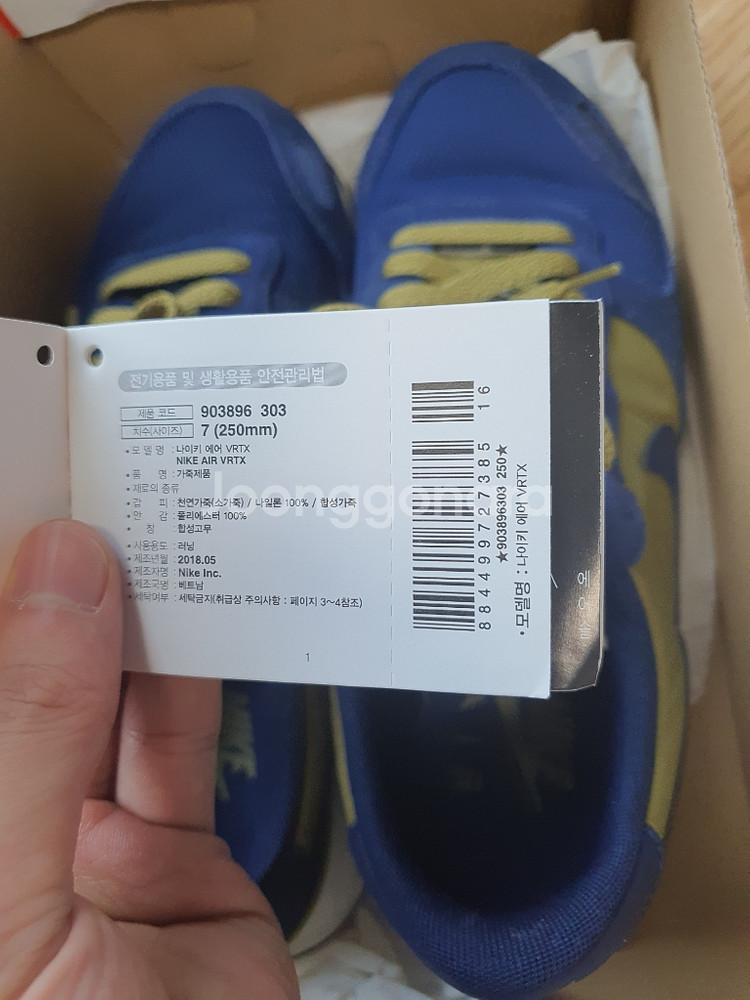 전기용품 및 생활용품 안전관리법
제품 코드 903896 303
치수(사이즈) 7 (250mm)
• 모 델 명 : 나이키 에어 VRTX
NIKE AIR VRTX
• 품 명 : 가죽제품
• 재료의 종류
• 겉 피 : 천연가죽(소가죽) / 나일론 100% / 합성가죽
• 안 감 : 폴리에스터 100%
• 창 : 합성고무
• 사용용도 : 러닝
• 제조년월 : 2018.05
• 제조자명 : Nike Inc.
• 제조국명 : 베트남
• 세탁여부 : 세탁금지(취급상 주의사항 : 페이지 3~4참조)
1
16
884499727385
★903896303 250★
• 모델명 : 나이키 에어 VRTX
NIKE